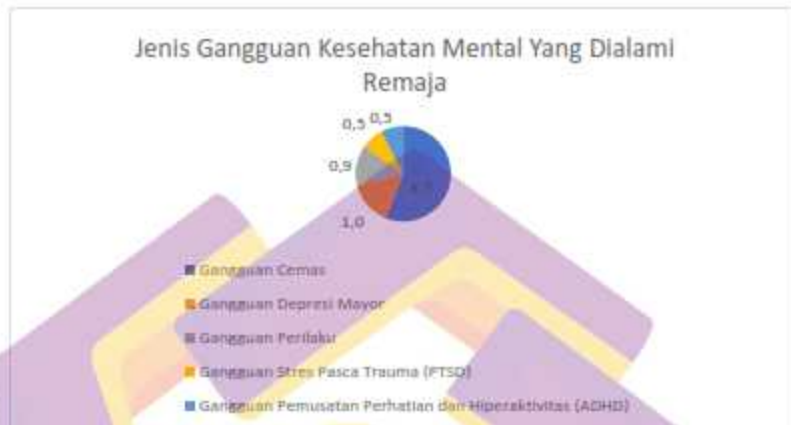 Jenis Gangguan Kesehatan Mental Yang Dialami
Remaja
0,5
0,5
0,9
1,0
Gangguan Cemas
Gangguan Depresi Mayor
Gangguan Perilaku
Gangguan Stres Pasca Trauma (PTSD)
Gangguan Pemusatan Perhatian dan Hiperaktivitas (ADHD)